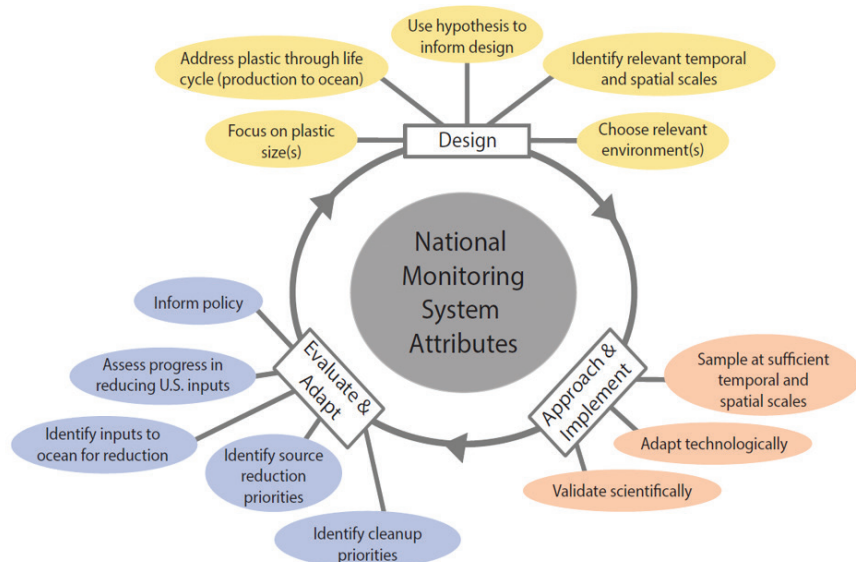 Use hypothesis to
inform design
Address plastic through life
cycle (production to ocean)
Identify relevant temporal
and spatial scales
Focus on plastic
size(s)
Design
Choose relevant
environment(s)
National
Monitoring
System
Attributes
Inform policy
Assess progress in
reducing U.S. inputs
Identify inputs to
ocean for reduction
Identify source
reduction
priorities
Identify cleanup
priorities
Evaluate &
Adapt
Approach &
Implement
Sample at sufficient
temporal and
spatial scales
Adapt technologically
Validate scientifically